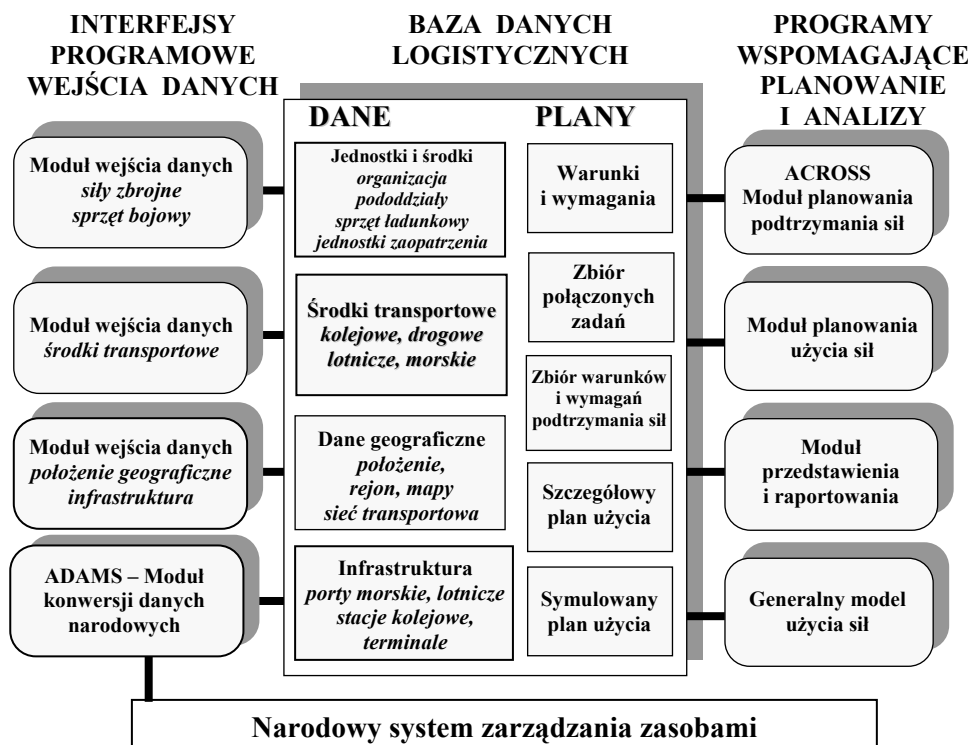 INTERFEJSY
PROGRAMOWE
WEJŚCIA DANYCH
BAZA DANYCH
LOGISTYCZNYCH
PROGRAMY
WSPOMAGAJĄCE
PLANOWANIE
I ANALIZY
Moduł wejścia danych
siły zbrojne
sprzęt bojowy
Moduł wejścia danych
środki transportowe
Moduł wejścia danych
położenie geograficzne
infrastruktura
ADAMS – Moduł
konwersji danych
narodowych
DANE
Jednostki i środki
organizacja
pododdziały
sprzęt ładunkowy
jednostki zaopatrzenia
Środki transportowe
kolejowe, drogowe
lotnicze, morskie
Dane geograficzne
położenie,
rejon, mapy
sieć transportowa
Infrastruktura
porty morskie, lotnicze
stacje kolejowe,
terminale
PLANY
Warunki
i wymagania
Zbiór
połączonych
zadań
Zbiór warunków
i wymagań
podtrzymania sił
Szczegółowy
plan użycia
Symulowany
plan użycia
ACROSS
Moduł planowania
podtrzymania sił
Moduł planowania
użycia sił
Moduł
przedstawienia
i raportowania
Generalny model
użycia sił
Narodowy system zarządzania zasobami